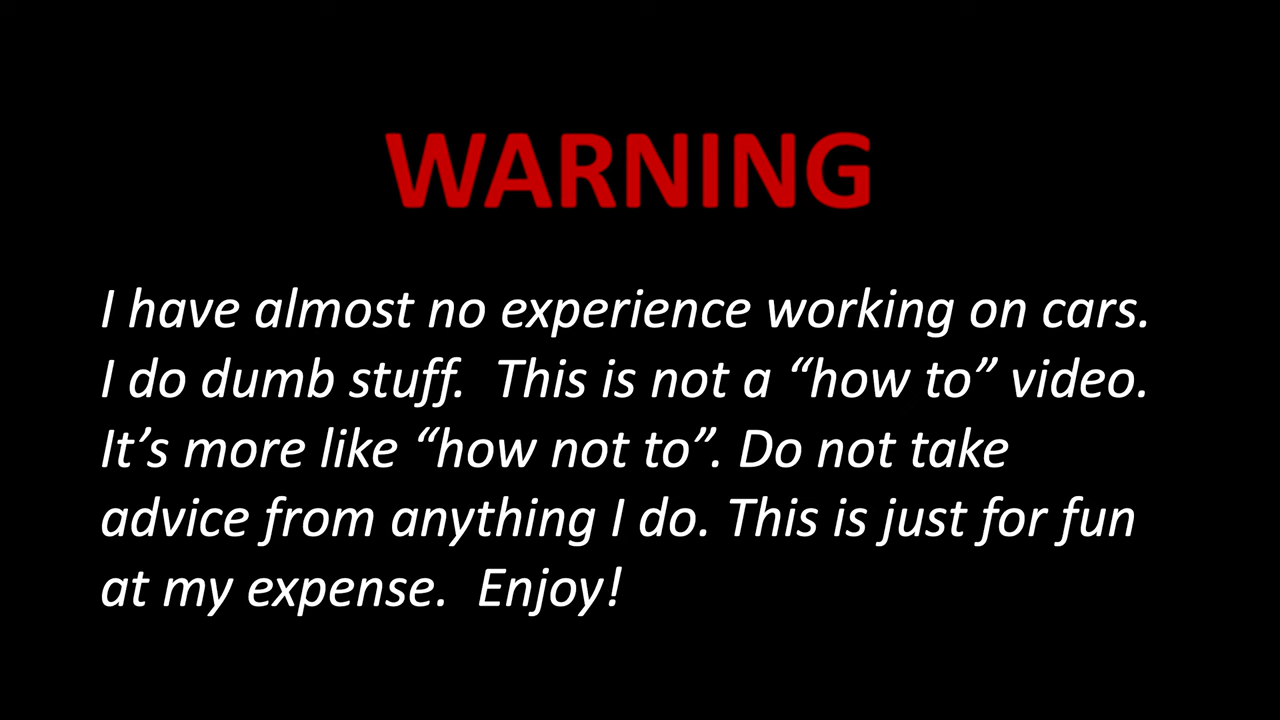 WARNING
I have almost no experience working on cars.
I do dumb stuff.  This is not a “how to” video.
It’s more like “how not to”. Do not take
advice from anything I do. This is just for fun
at my expense.  Enjoy!